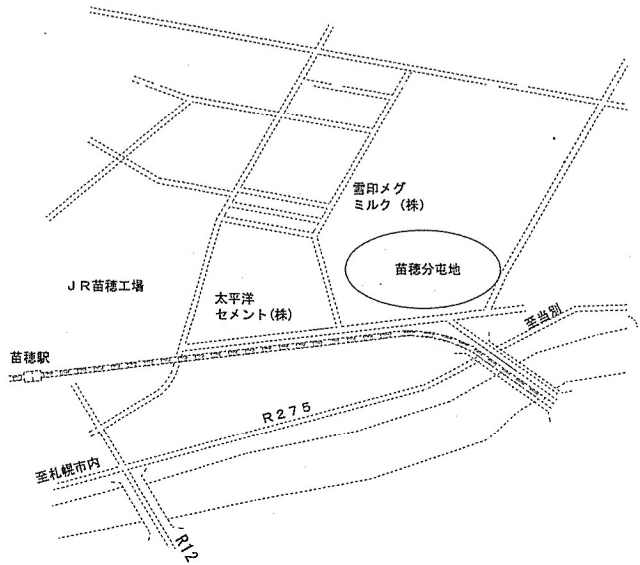 雪印メグ
ミルク（株）
苗穂分屯地
ＪＲ苗穂工場
太平洋
セメント（株）
至当別
苗穂駅
Ｒ２７５
至札幌市内
R12